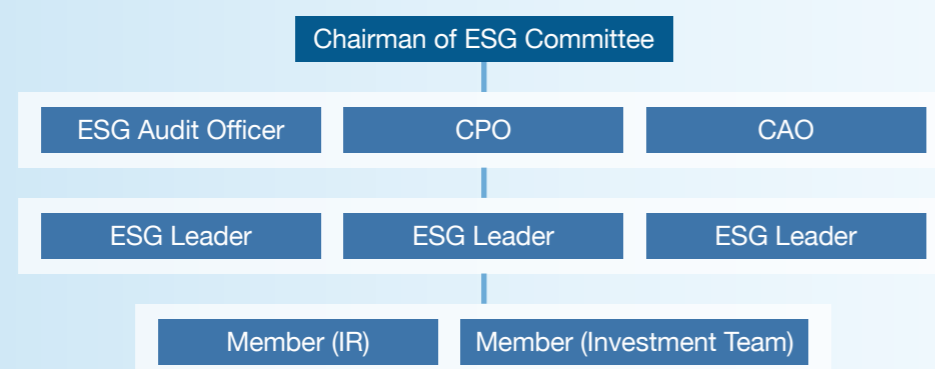 Chairman of ESG Committee
ESG Audit Officer
CPO
CAO
ESG Leader
ESG Leader
ESG Leader
Member (IR)
Member (Investment Team)